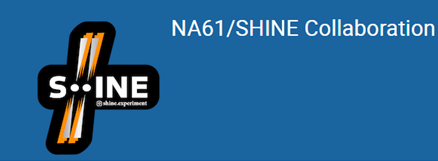 NA61/SHINE Collaboration
S••INE
shine.experiment